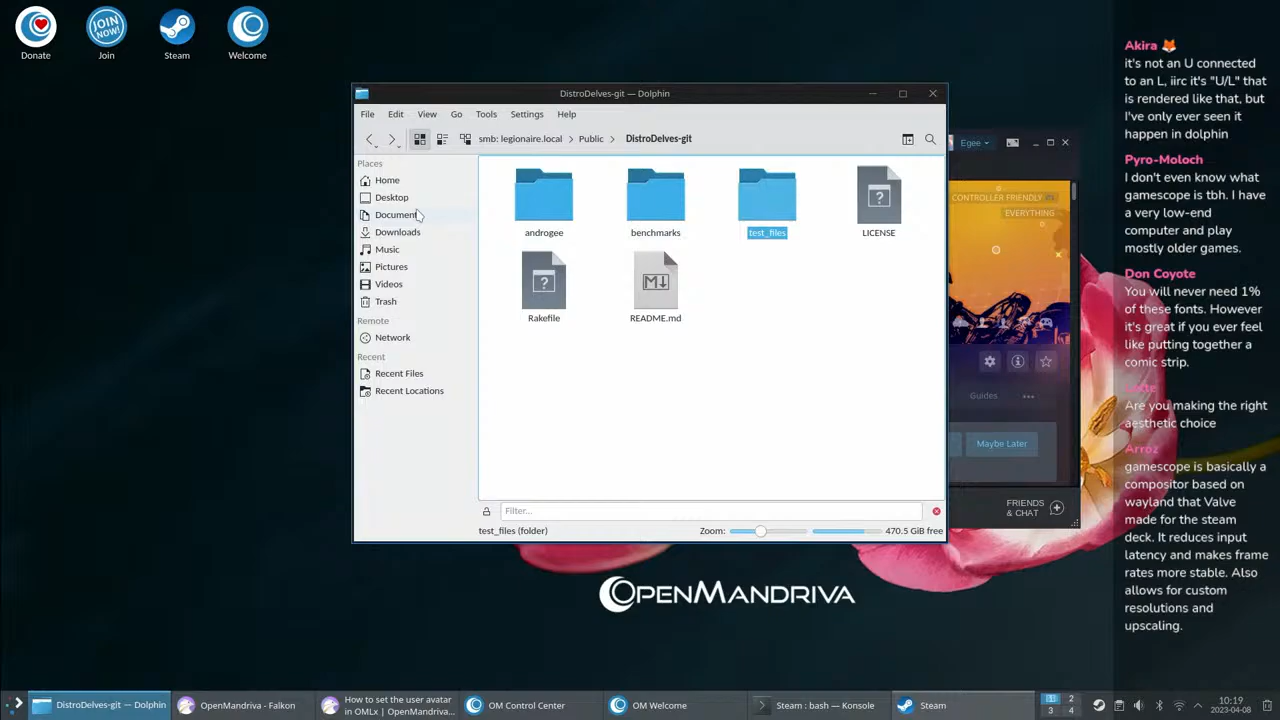 Donate
Join
Steam
Welcome
JOIN
NOW!
DistroDelves-git — Dolphin
File
Edit
View
Go
Tools
Settings
Help
smb: legionaire.local
Public
DistroDelves-git
Places
Home
Desktop
Document
Downloads
Music
Pictures
Videos
Trash
Remote
Network
Recent
Recent Files
Recent Locations
androgee
benchmarks
test_files
LICENSE
Rakefile
README.md
Filter...
test_files (folder)
Zoom:
470.5 GiB free
Egee
CONTROLLER FRIENDLY
EVERYTHING
Guides
Maybe Later
FRIENDS
& CHAT
OPENMANDRIVA
Akira 🦊
it's not an U connected
to an L, iirc it's "U/L" that
is rendered like that, but
I've only ever seen it
happen in dolphin
Pyro-Moloch
I don't even know what
gamescope is tbh. I have a
very low-end
computer and play
mostly older games.
Don Coyote
You will never need 1%
of these fonts. However
it's great if you ever feel
like putting together a
comic strip.
Are you making the right
aesthetic choice
Arroz
gamescope is basically a
compositor based on
wayland that Valve
made for the steam
deck. It reduces input
latency and makes frame
rates more stable. Also
allows for custom
resolutions and
upscaling.
DistroDelves-git — Dolphin
OpenMandriva - Falkon
How to set the user avatar
in OMLx | OpenMandriva...
OM Control Center
OM Welcome
Steam : bash — Konsole
Steam
2
3 4
10:19
2023-04-08